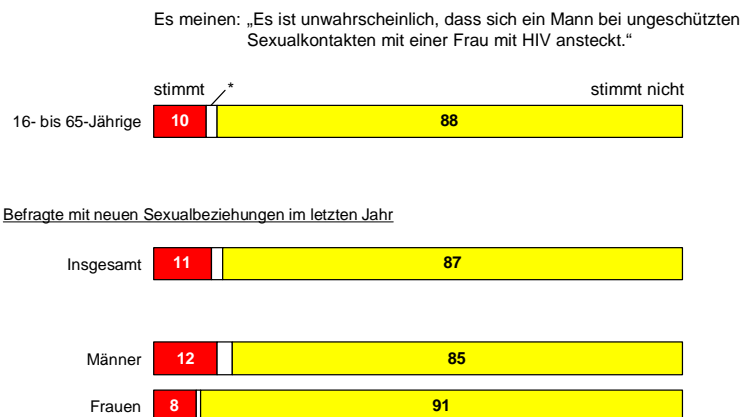 Es meinen: „Es ist unwahrscheinlich, dass sich ein Mann bei ungeschützten
Sexualkontakten mit einer Frau mit HIV ansteckt.“
stimmt * stimmt nicht
16- bis 65-Jährige 10 88
Befragte mit neuen Sexualbeziehungen im letzten Jahr
Insgesamt 11 87
Männer 12 85
Frauen 8 91